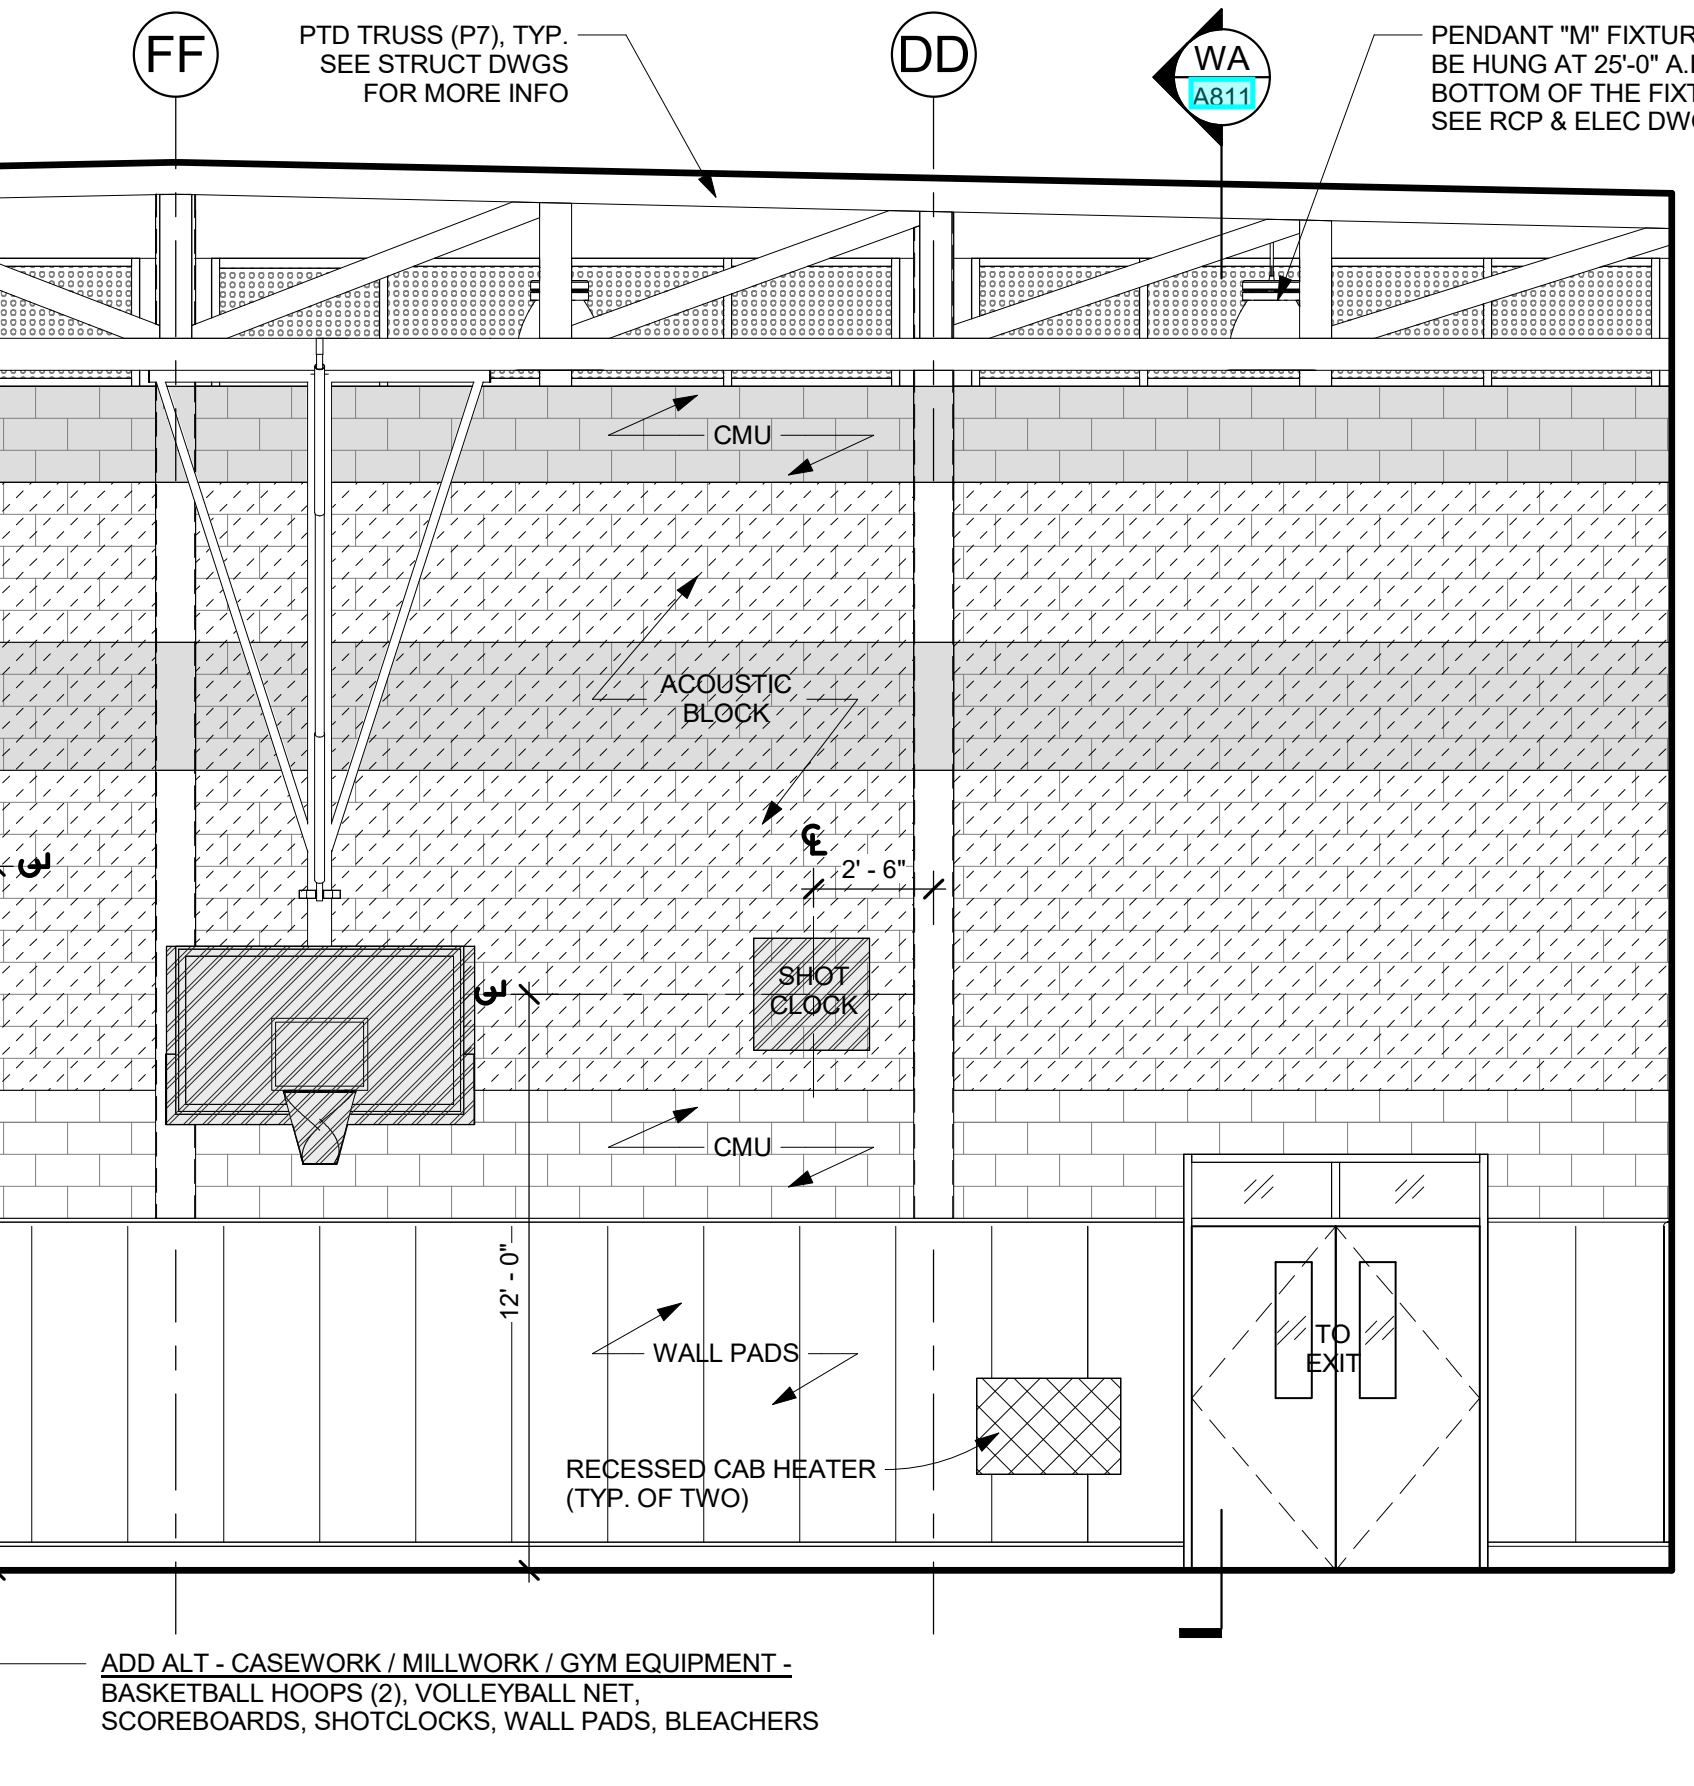 FF
PTD TRUSS (P7), TYP.
SEE STRUCT DWGS
FOR MORE INFO
DD
WA
A811
PENDANT "M" FIXTUR
BE HUNG AT 25'-0" A.
BOTTOM OF THE FIXT
SEE RCP & ELEC DW
CMU
ACOUSTIC
BLOCK
CL
2' - 6"
CL
SHOT
CLOCK
CL
CMU
12' - 0"
WALL PADS
TO
EXIT
RECESSED CAB HEATER
(TYP. OF TWO)
ADD ALT - CASEWORK / MILLWORK / GYM EQUIPMENT -
BASKETBALL HOOPS (2), VOLLEYBALL NET,
SCOREBOARDS, SHOTCLOCKS, WALL PADS, BLEACHERS